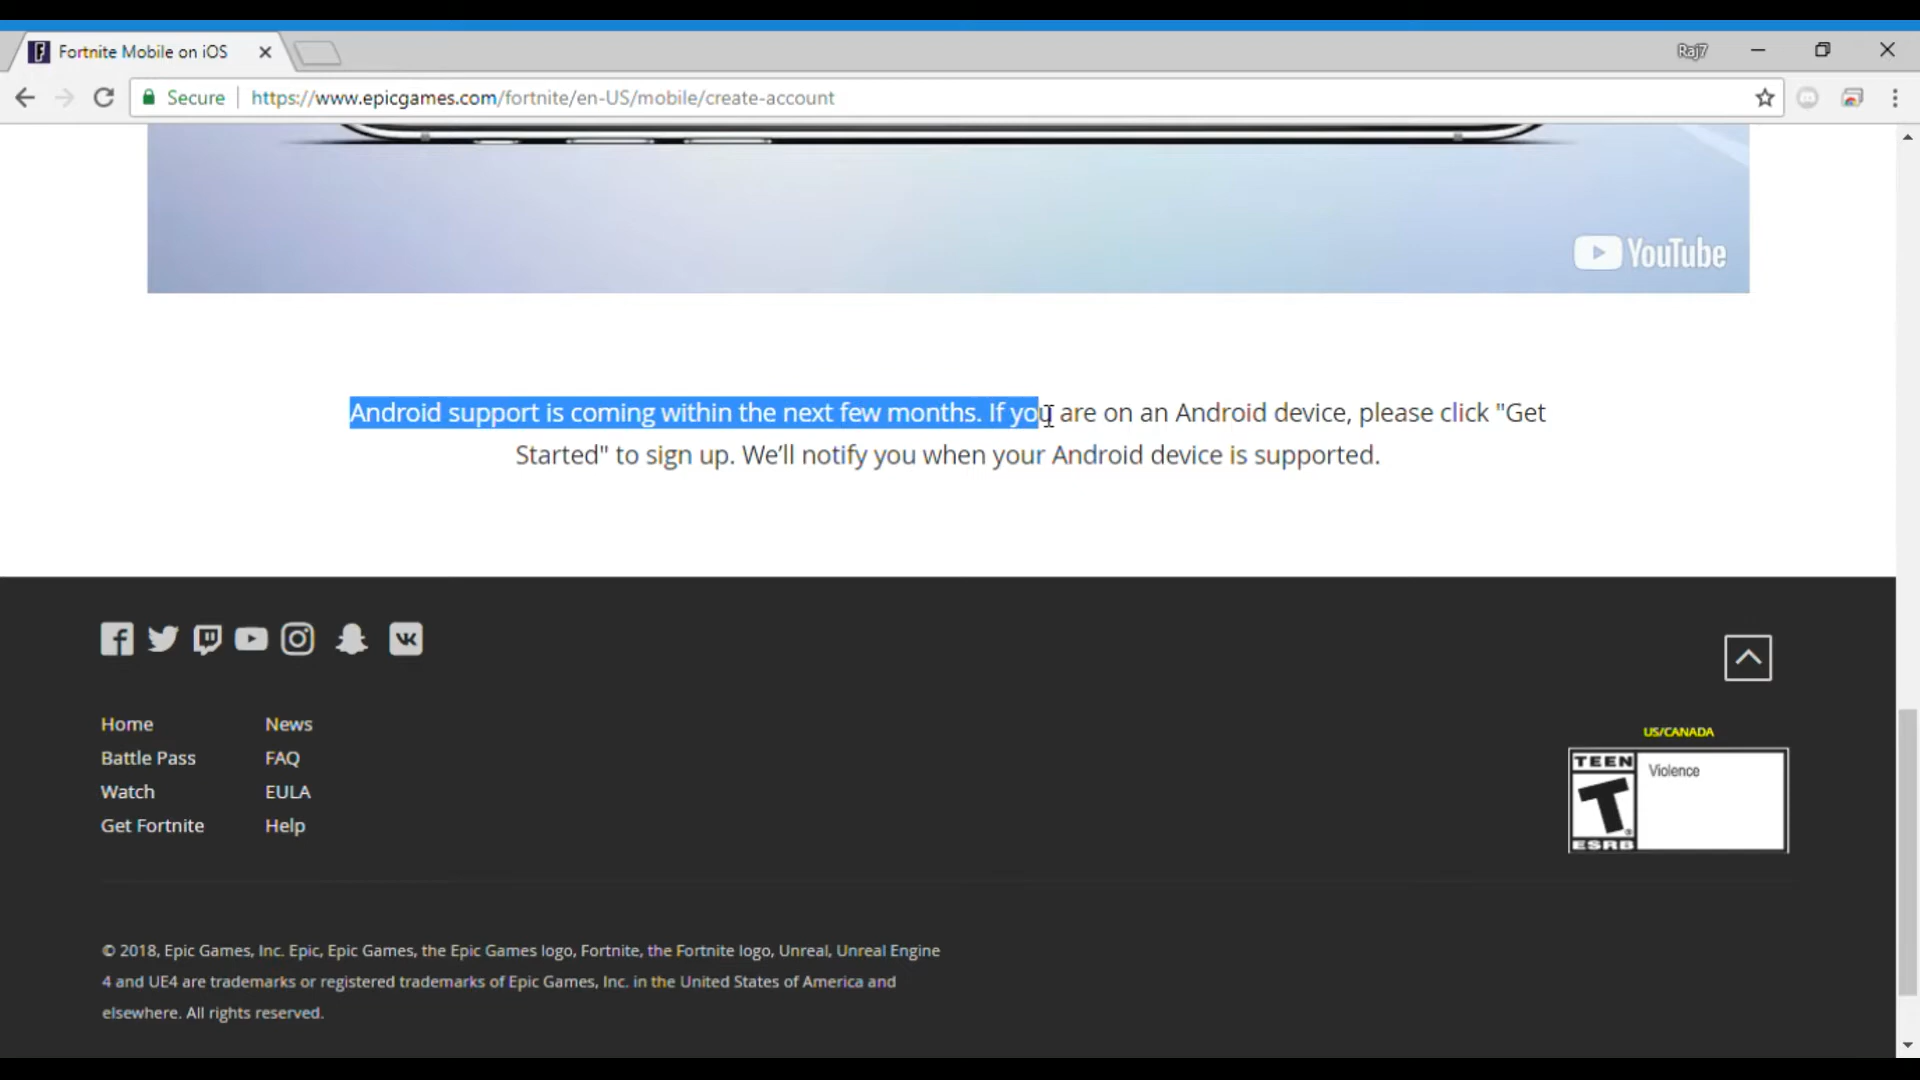 Fortnite Mobile on iOS
Raj7
Secure
https://www.epicgames.com/fortnite/en-US/mobile/create-account
YouTube
Android support is coming within the next few months. If you are on an Android device, please click "Get
Started" to sign up. We’ll notify you when your Android device is supported.
Home
News
Battle Pass
FAQ
Watch
EULA
Get Fortnite
Help
US/CANADA
TEEN
T
ESRB
Violence
© 2018, Epic Games, Inc. Epic, Epic Games, the Epic Games logo, Fortnite, the Fortnite logo, Unreal, Unreal Engine
4 and UE4 are trademarks or registered trademarks of Epic Games, Inc. in the United States of America and
elsewhere. All rights reserved.